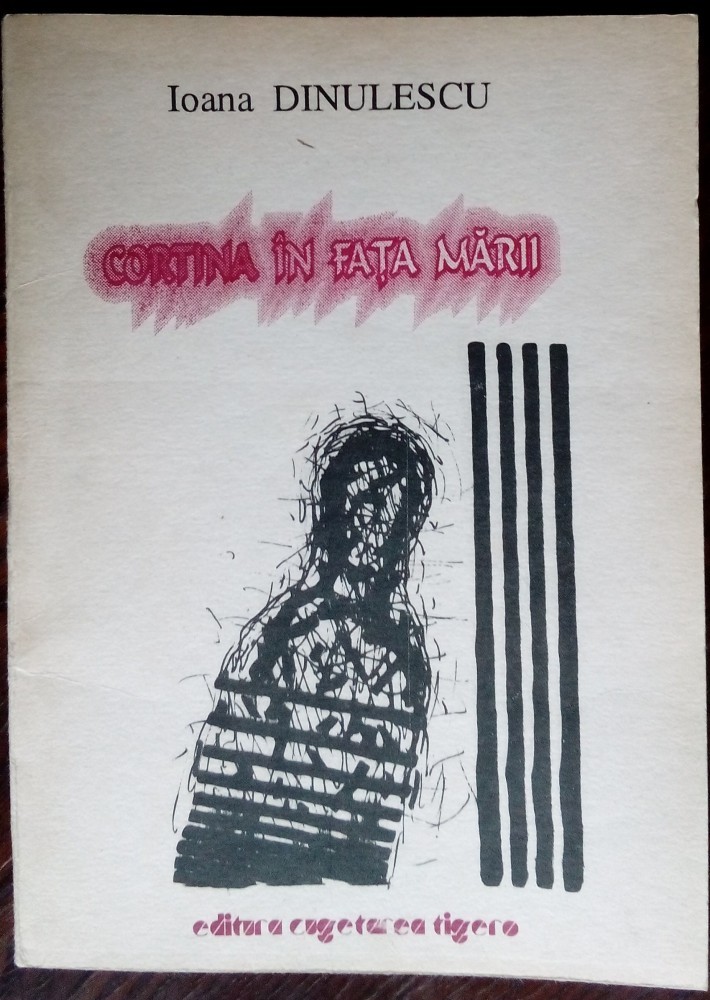 Ioana DINULESCU
CORTINA ÎN FAȚA MĂRII
editura cugetarea tigero